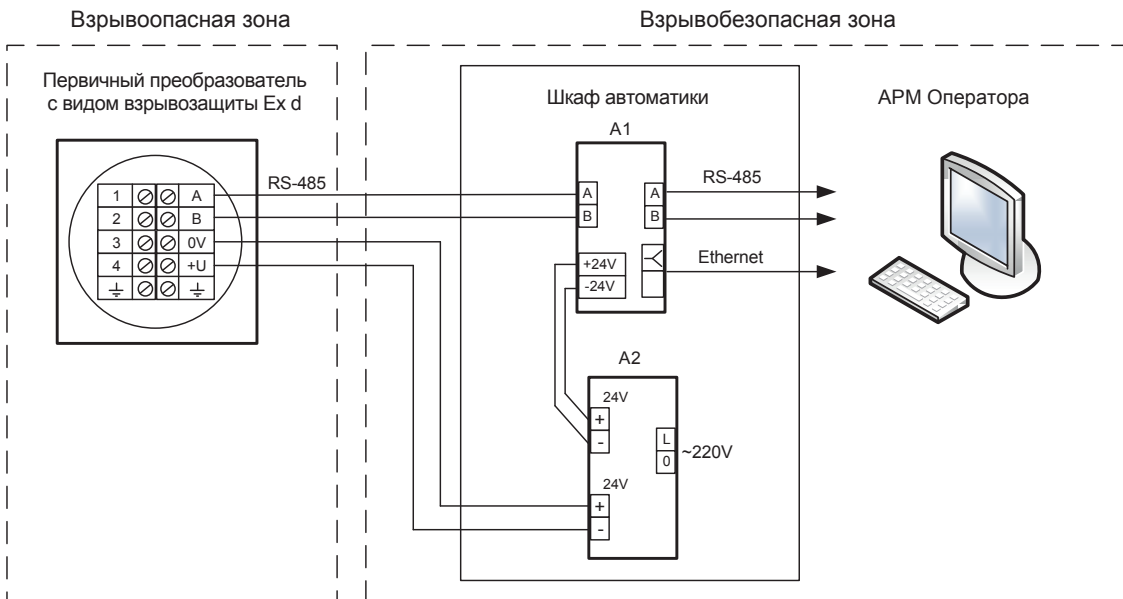 Взрывоопасная зона
Взрывобезопасная зона
Первичный преобразователь
с видом взрывозащиты Ex d
Шкаф автоматики
АРМ Оператора
A1
1 A
2 B
3 0V
4 +U
RS-485
A
B
+24V
-24V
A
B
RS-485
Ethernet
A2
24V
+
-
L
0
~220V
24V
+
-